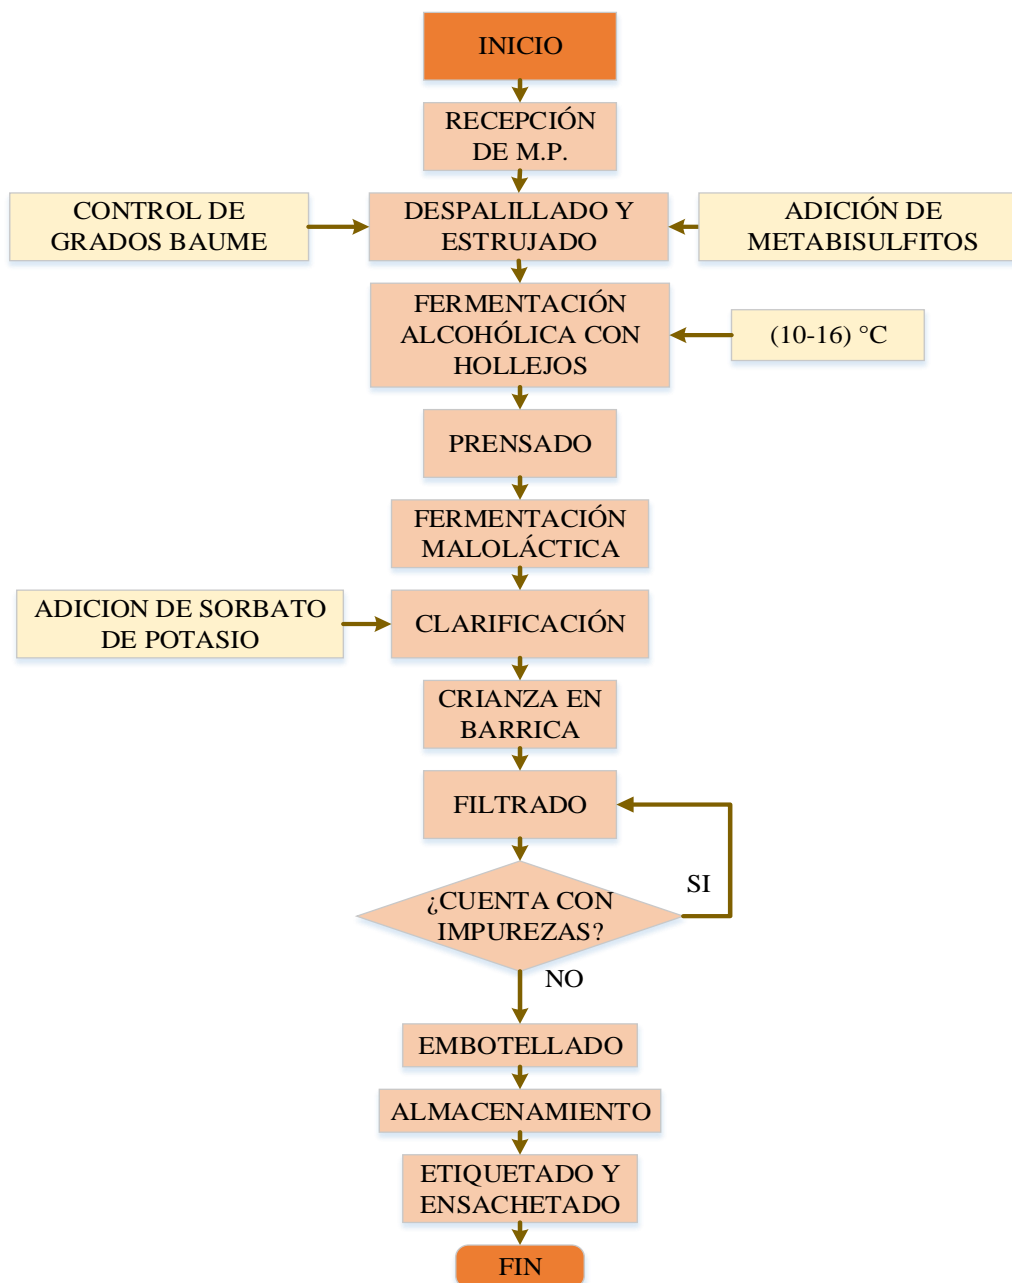 INICIO
RECEPCIÓN
DE M.P.
CONTROL DE
GRADOS BAUME
DESPALILLADO Y
ESTRUJADO
ADICIÓN DE
METABISULFITOS
FERMENTACIÓN
ALCOHÓLICA CON
HOLLEJOS
(10-16) °C
PRENSADO
FERMENTACIÓN
MALOLÁCTICA
ADICION DE SORBATO
DE POTASIO
CLARIFICACIÓN
CRIANZA EN
BARRICA
FILTRADO
SI
¿CUENTA CON
IMPUREZAS?
NO
EMBOTELLADO
ALMACENAMIENTO
ETIQUETADO Y
ENSACHETADO
FIN